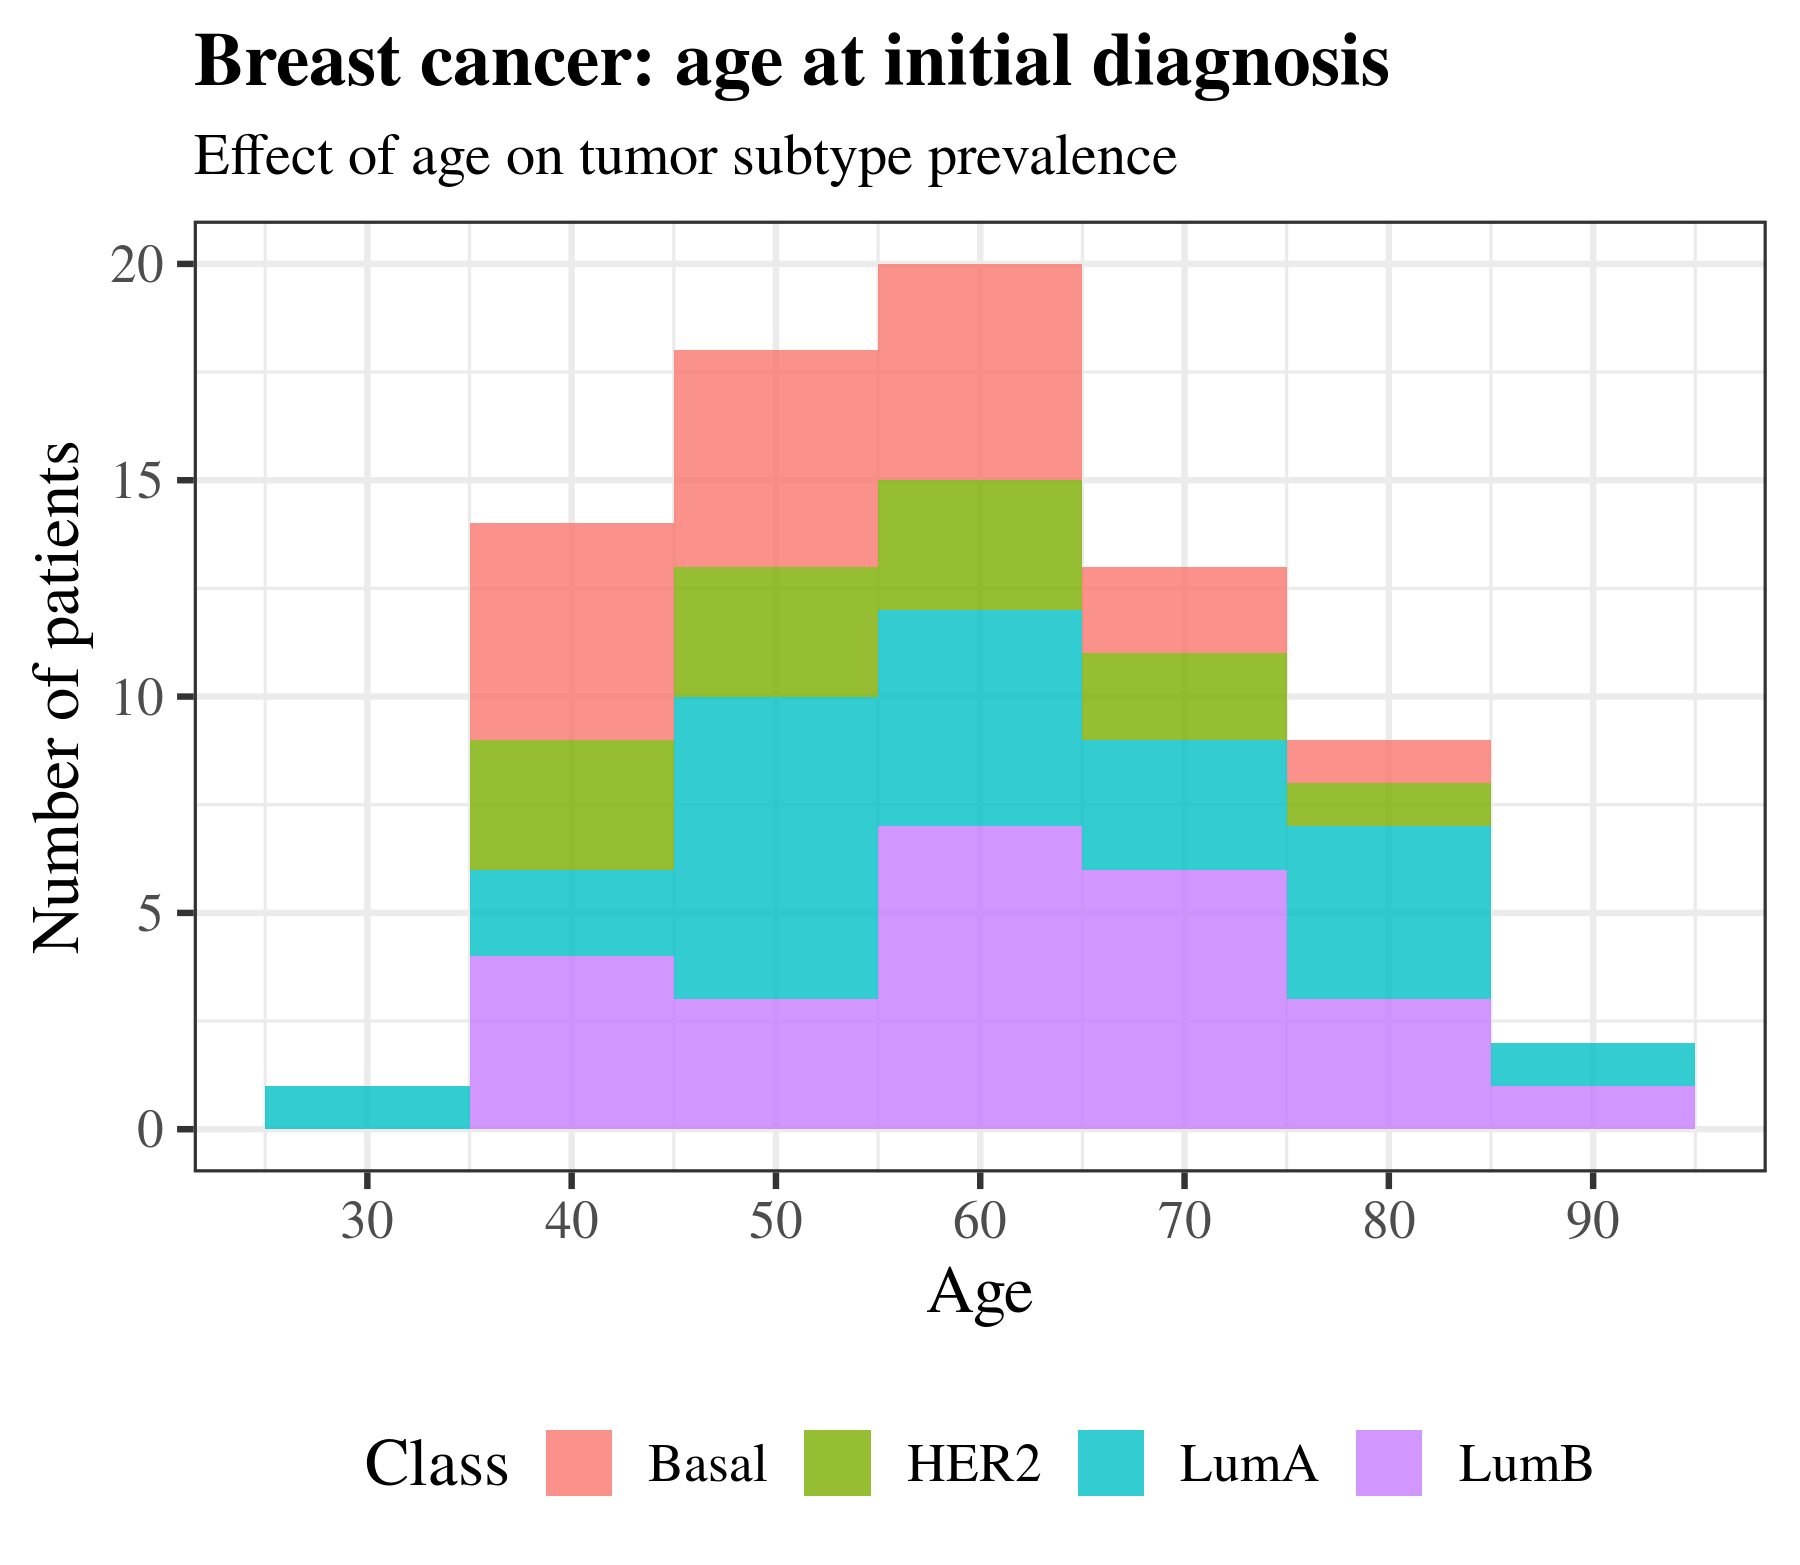 Breast cancer: age at initial diagnosis
Effect of age on tumor subtype prevalence
Number of patients
20
15
10
5
0
30 40 50 60 70 80 90
Age
Class Basal HER2 LumA LumB